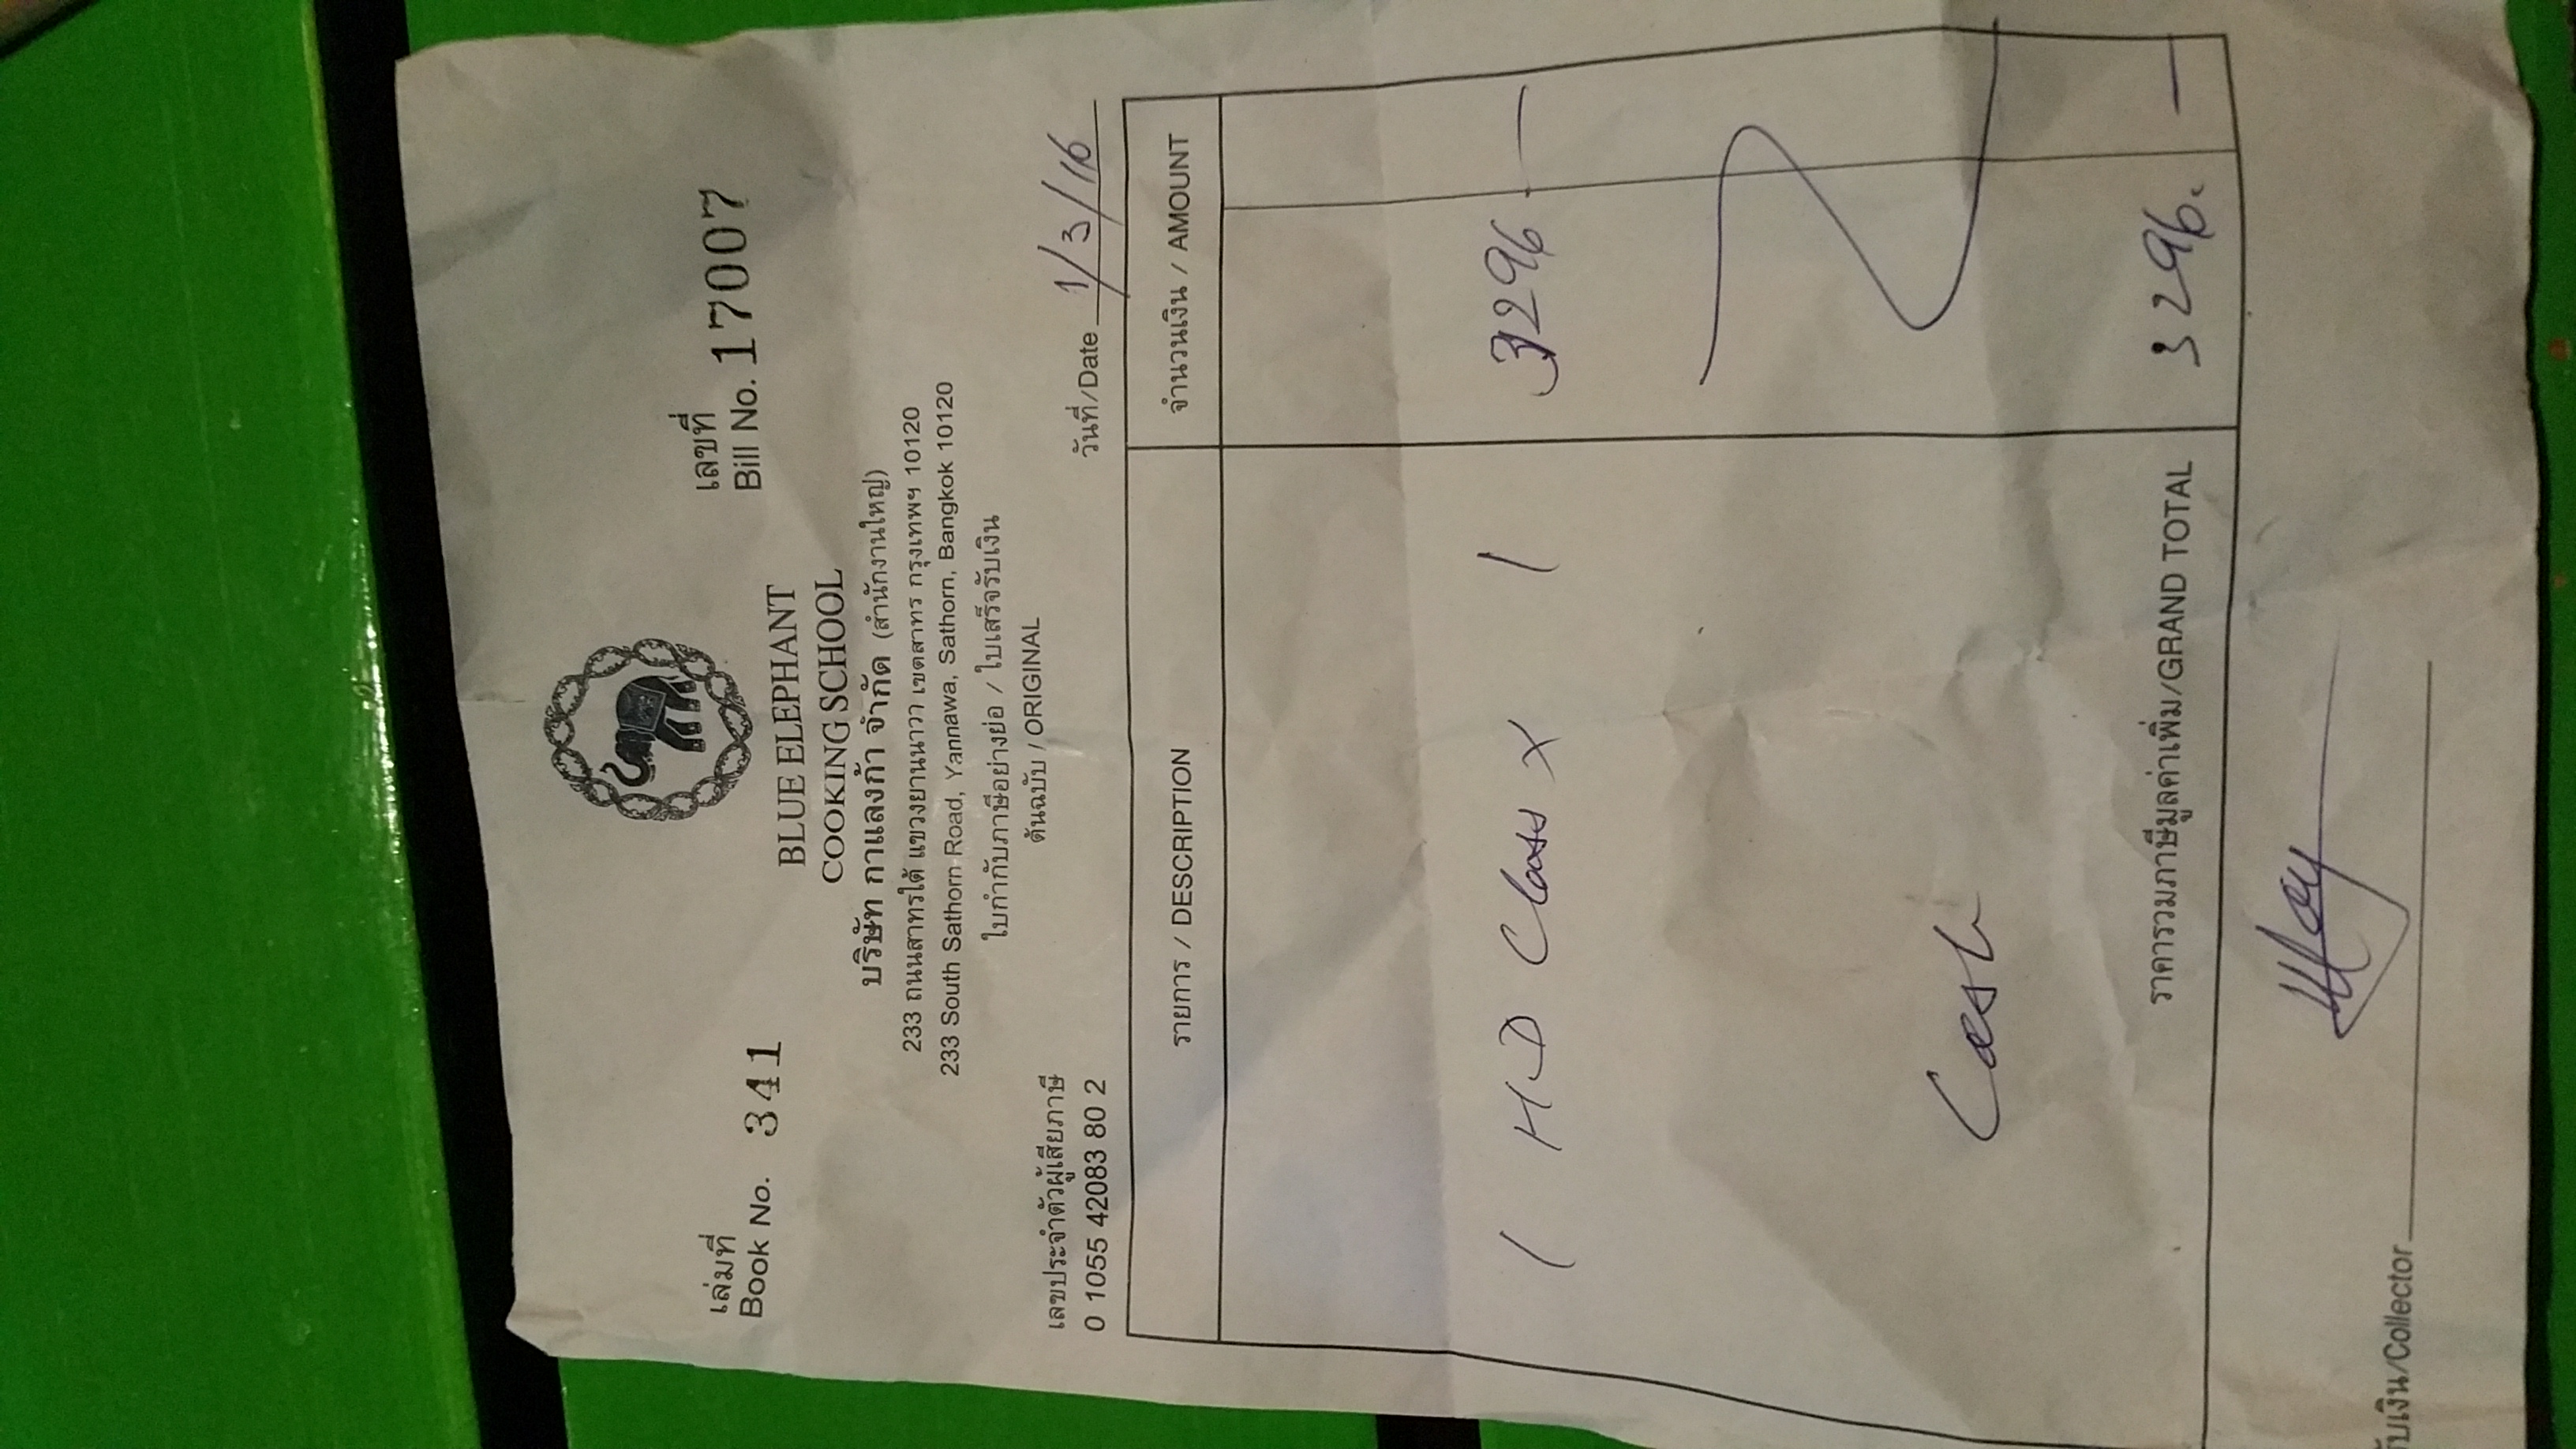 เล่มที่ เลขที่
Book No. 341 Bill No. 17007
BLUE ELEPHANT
COOKING SCHOOL
บริษัท กาแลงก้า จำกัด (สำนักงานใหญ่)
233 ถนนสาทรใต้ แขวงยานนาวา เขตสาทร กรุงเทพฯ 10120
233 South Sathorn Road, Yannawa, Sathorn, Bangkok 10120
ใบกำกับภาษีอย่างย่อ / ใบเสร็จรับเงิน
ต้นฉบับ / ORIGINAL
เลขประจำตัวผู้เสียภาษี
0 1055 42083 80 2 วันที่/Date 1/3/16
รายการ / DESCRIPTION จำนวนเงิน / AMOUNT
1 H.D Class x 1 3296 —
Cash
ราคารวมภาษีมูลค่าเพิ่ม/GRAND TOTAL 3296. —
รับเงิน/Collector